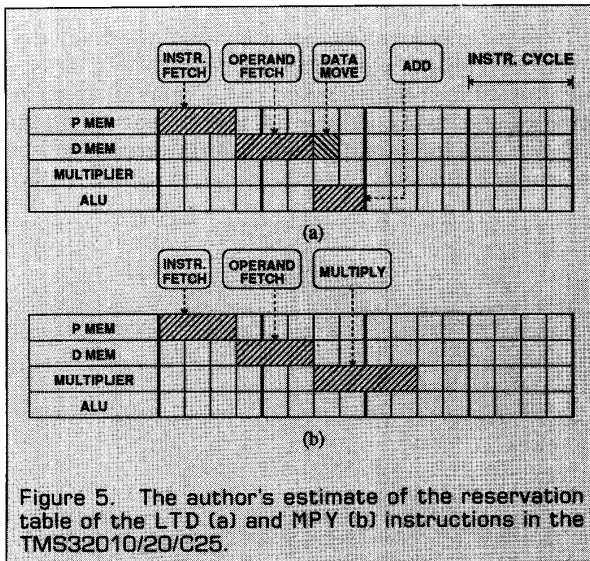 INSTR. FETCH
OPERAND FETCH
DATA MOVE
ADD
INSTR. CYCLE
P MEM
D MEM
MULTIPLIER
ALU
(a)
INSTR. FETCH
OPERAND FETCH
MULTIPLY
P MEM
D MEM
MULTIPLIER
ALU
(b)
Figure 5. The author's estimate of the reservation
table of the LTD (a) and MPY (b) instructions in the
TMS32010/20/C25.